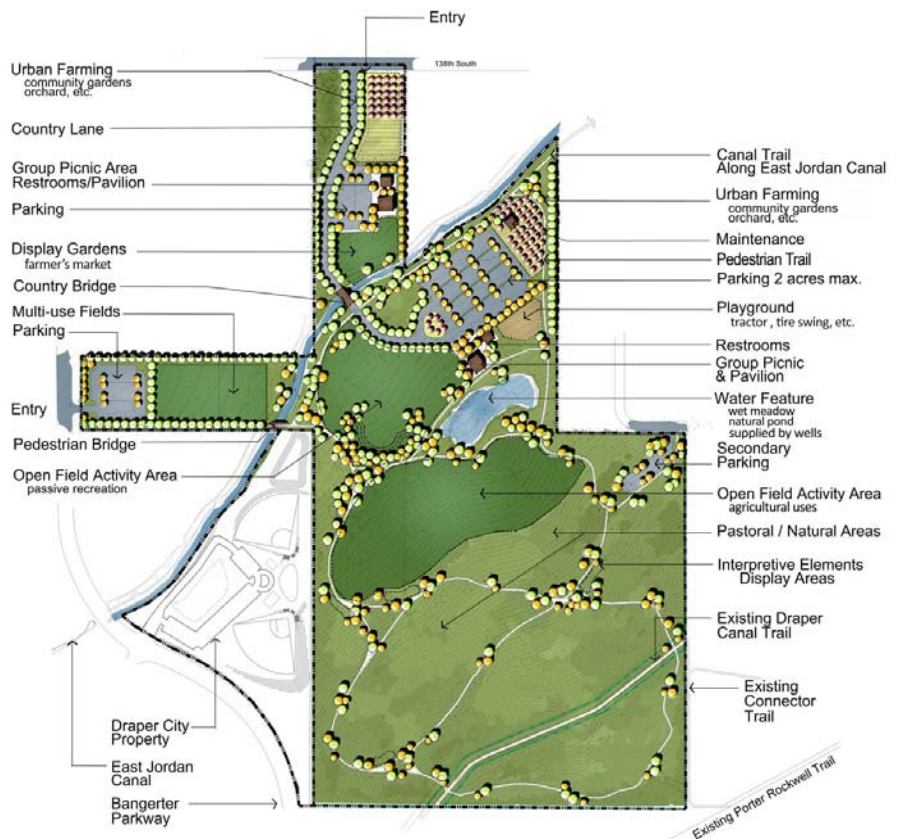 Entry
138th South
Urban Farming
community gardens
orchard, etc.
Country Lane
Group Picnic Area
Restrooms/Pavilion
Parking
Display Gardens
farmer's market
Country Bridge
Multi-use Fields
Parking
Entry
Pedestrian Bridge
Open Field Activity Area
passive recreation
Draper City
Property
East Jordan
Canal
Bangerter
Parkway
Canal Trail
Along East Jordan Canal
Urban Farming
community gardens
orchard, etc.
Maintenance
Pedestrian Trail
Parking 2 acres max.
Playground
tractor , tire swing, etc.
Restrooms
Group Picnic
& Pavilion
Water Feature
wet meadow
natural pond
supplied by wells
Secondary
Parking
Open Field Activity Area
agricultural uses
Pastoral / Natural Areas
Interpretive Elements
Display Areas
Existing Draper
Canal Trail
Existing
Connector
Trail
Existing Porter Rockwell Trail